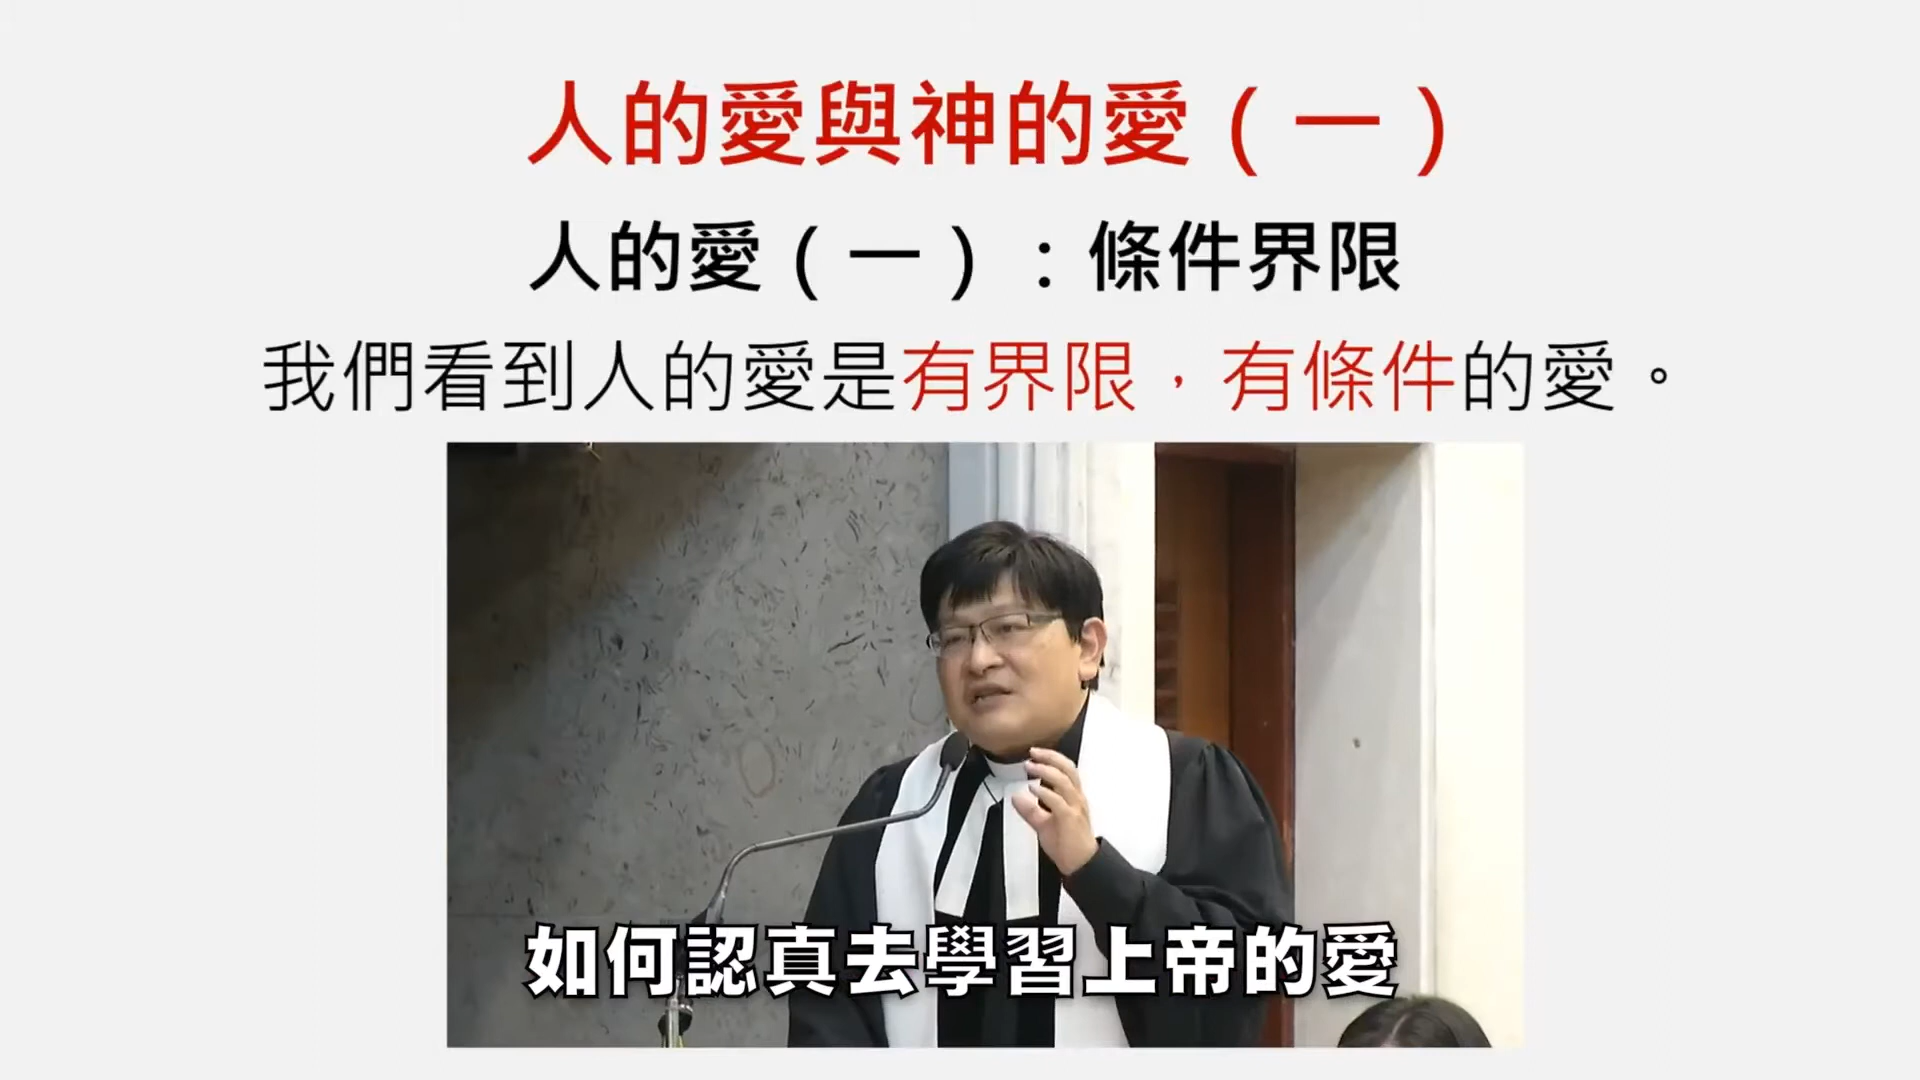 人的愛與神的愛（一）
人的愛（一）：條件界限
我們看到人的愛是有界限，有條件的愛。
如何認真去學習上帝的愛